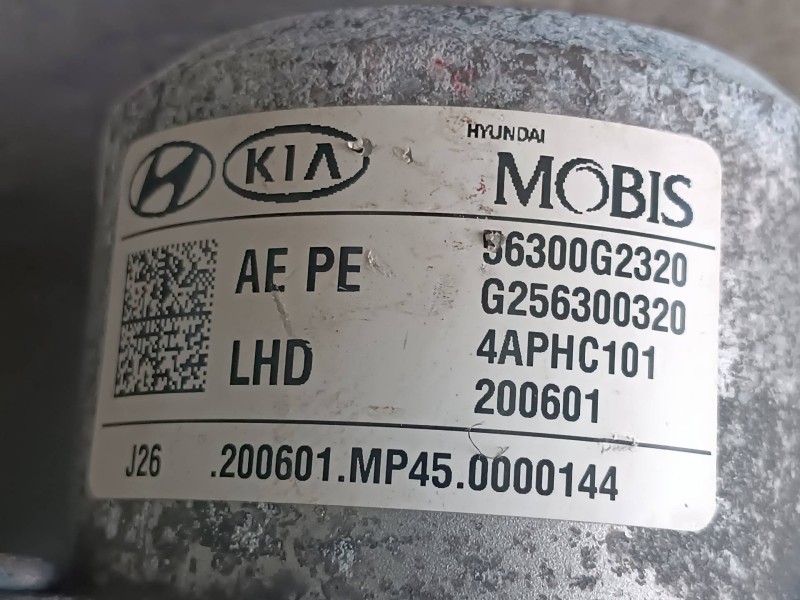 KIA
HYUNDAI
MOBIS
AE PE
56300G2320
G256300320
LHD
4APHC101
200601
J26 .200601.MP45.0000144